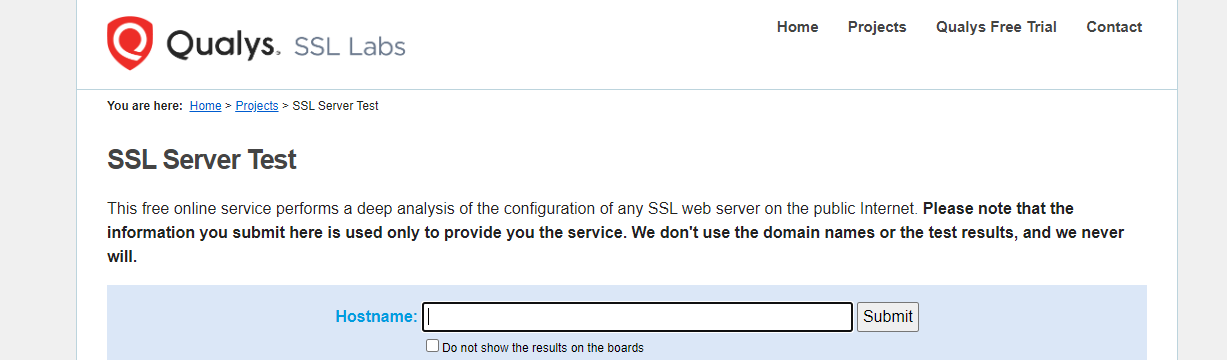 Qualys. SSL Labs
Home Projects Qualys Free Trial Contact
You are here: Home > Projects > SSL Server Test
SSL Server Test
This free online service performs a deep analysis of the configuration of any SSL web server on the public Internet. Please note that the
information you submit here is used only to provide you the service. We don't use the domain names or the test results, and we never
will.
Hostname: Submit
Do not show the results on the boards